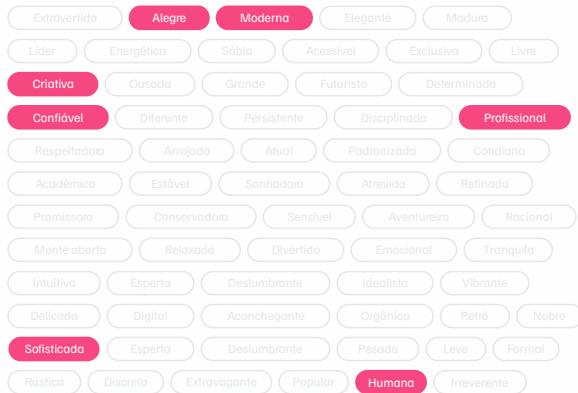 Extrovertida Alegre Moderna Elegante Madura
Líder Energética Sábia Acessível Exclusiva Livre
Criativa Ousada Grande Futurista Determinada
Confiável Diferente Persistente Disciplinada Profissional
Respeitadora Arrojada Atual Padronizada Cotidiana
Acadêmica Estável Sonhadora Atrevida Refinada
Promissora Conservadora Sensível Aventureira Racional
Mente aberta Relaxada Divertida Emocional Tranquila
Intuitiva Esperta Deslumbrante Idealista Vibrante
Delicada Digital Aconchegante Orgânica Retrô Nobre
Sofisticada Esperta Deslumbrante Pesada Leve Formal
Rústica Discreta Extravagante Popular Humana Irreverente